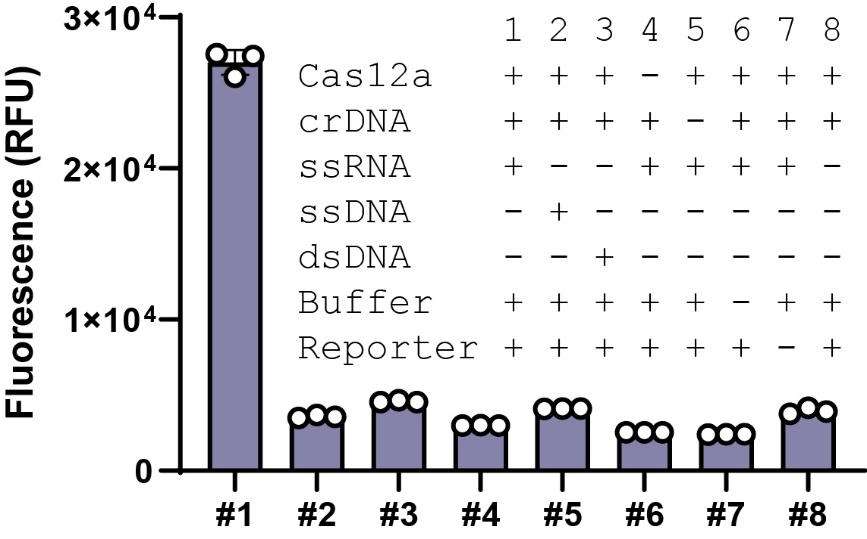 Fluorescence (RFU)
3×10⁴
2×10⁴
1×10⁴
0
1 2 3 4 5 6 7 8
Cas12a + + + − + + + +
crDNA + + + + − + + +
ssRNA + − − + + + + −
ssDNA − + − − − − − −
dsDNA − − + − − − − −
Buffer + + + + + − + +
Reporter + + + + + + − +
#1 #2 #3 #4 #5 #6 #7 #8